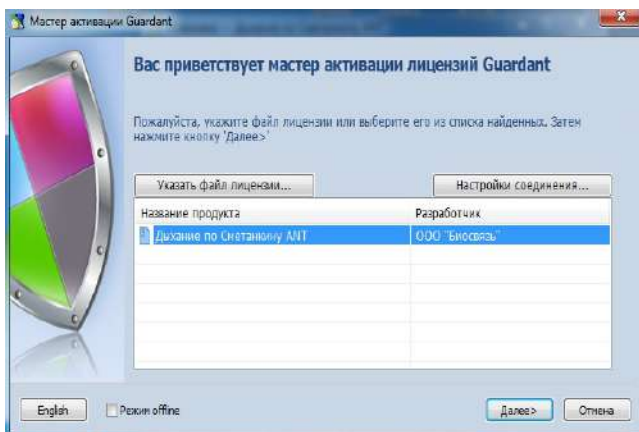 Мастер активации Guardant
Вас приветствует мастер активации лицензий Guardant
Пожалуйста, укажите файл лицензии или выберите его из списка найденных. Затем
нажмите кнопку 'Далее>'
Указать файл лицензии... Настройки соединения...
Название продукта Разработчик
Дыхание по Сметанкину ANT ООО "Биосвязь"
English Режим offline Далее> Отмена